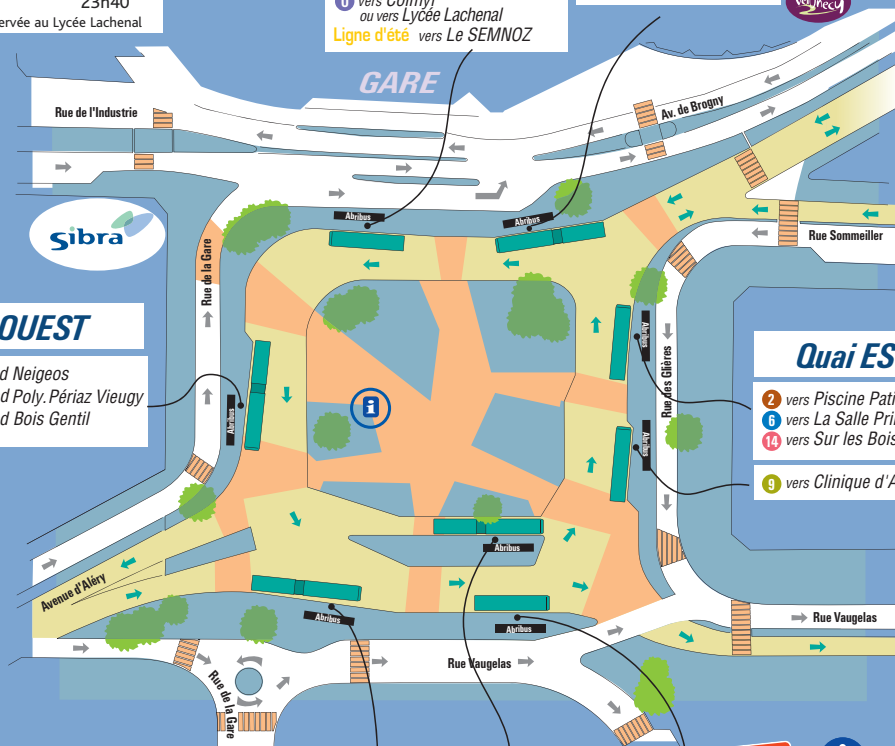 23h40
ervée au Lycée Lachenal
6 vers
ou vers Lycée Lachenal
Ligne d'été vers Le SEMNOZ
GARE
Rue de l'Industrie
Av. de Brogny
Abribus
Abribus
Rue Sommeiller
sibra
Rue de la Gare
OUEST
d Neigeos
d Poly.Périaz Vieugy
d Bois Gentil
Abribus
i
Abribus
Abribus
Rue des Glières
Quai ES
2 vers Piscine Pati
6 vers La Salle Pri
14 vers Sur les Bois
9 vers Clinique d'A
Abribus
Avenue d'Aléry
Abribus
Abribus
Rue Vaugelas
Rue Vaugelas
Rue de la Gare